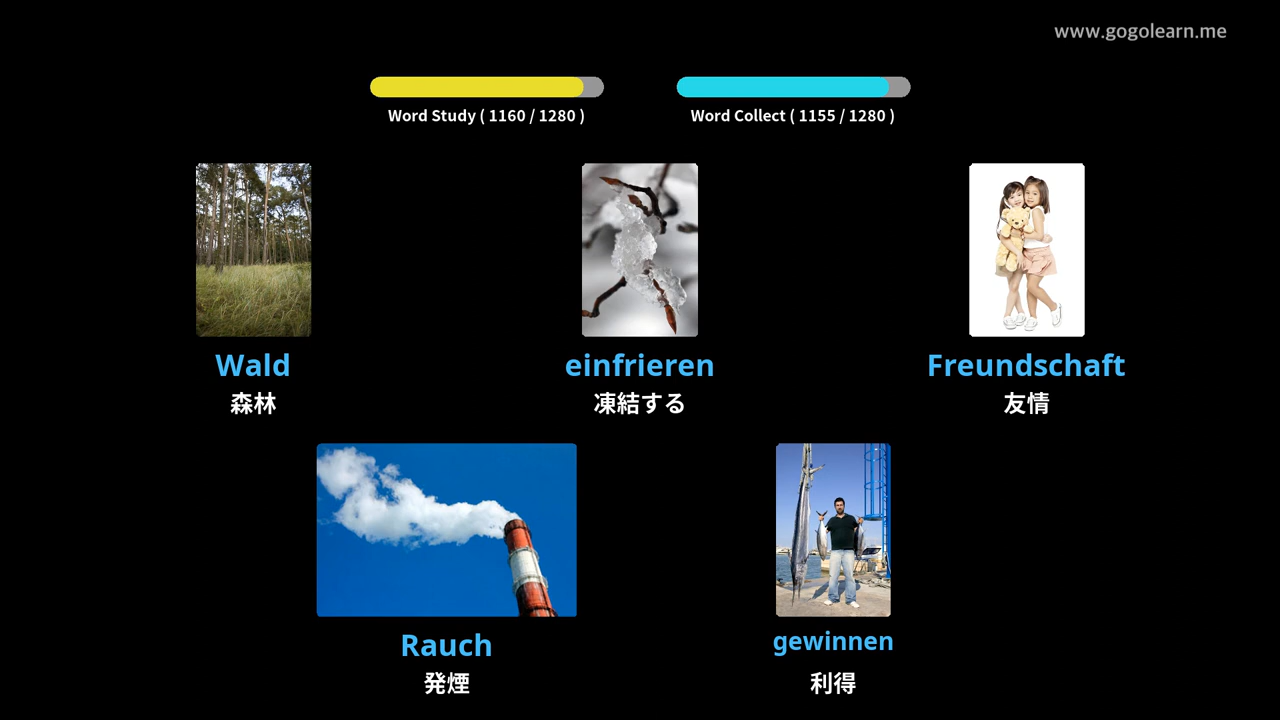 www.gogolearn.me
Word Study ( 1160 / 1280 )
Word Collect ( 1155 / 1280 )
Wald
森林
einfrieren
凍結する
Freundschaft
友情
Rauch
発煙
gewinnen
利得